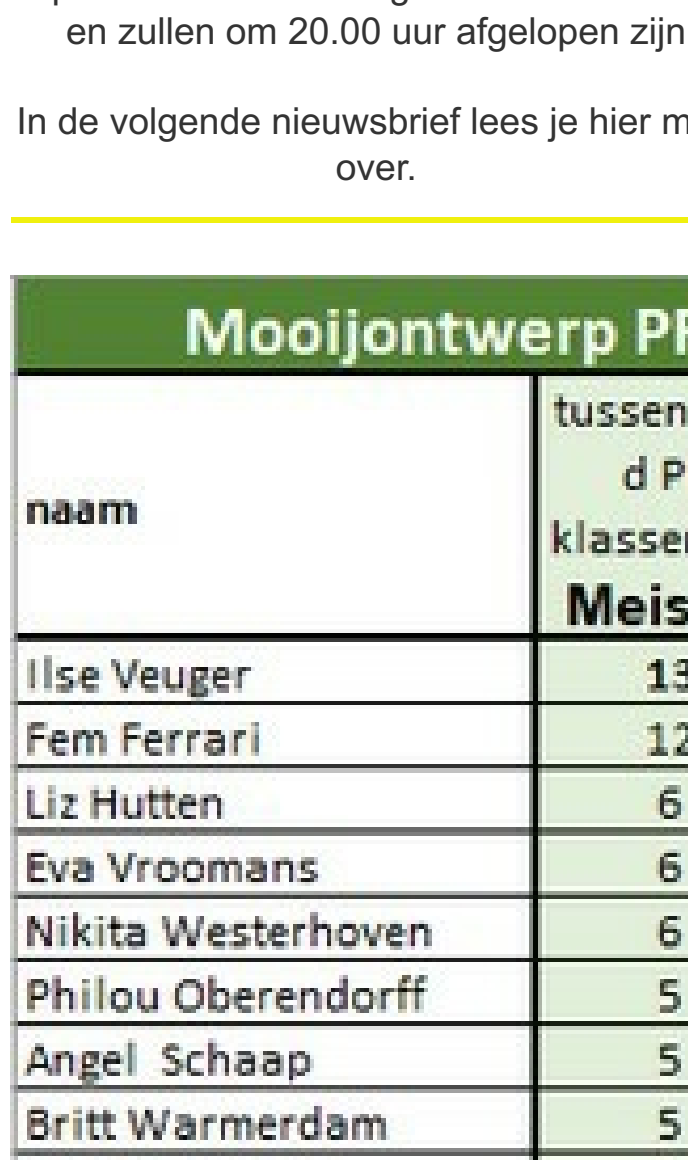 en zullen om 20.00 uur afgelopen zijn
In de volgende nieuwsbrief lees je hier m
over.
Mooijontwerp
naam
tussen
d P
klassen
Meis
Ilse Veuger 13
Fem Ferrari 12
Liz Hutten 6
Eva Vroomans 6
Nikita Westerhoven 6
Philou Oberendorff 5
Angel Schaap 5
Britt Warmerdam 5